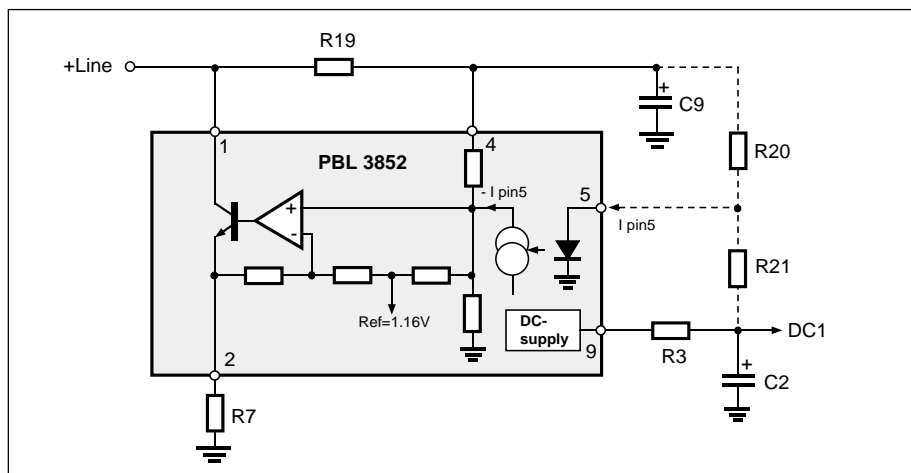 R19
+Line
+
C9
1
4
R20
PBL 3852
- I pin5
5
+
I pin5
-
R21
Ref=1.16V
DC-
supply
DC1
9
R3
2
+
C2
R7